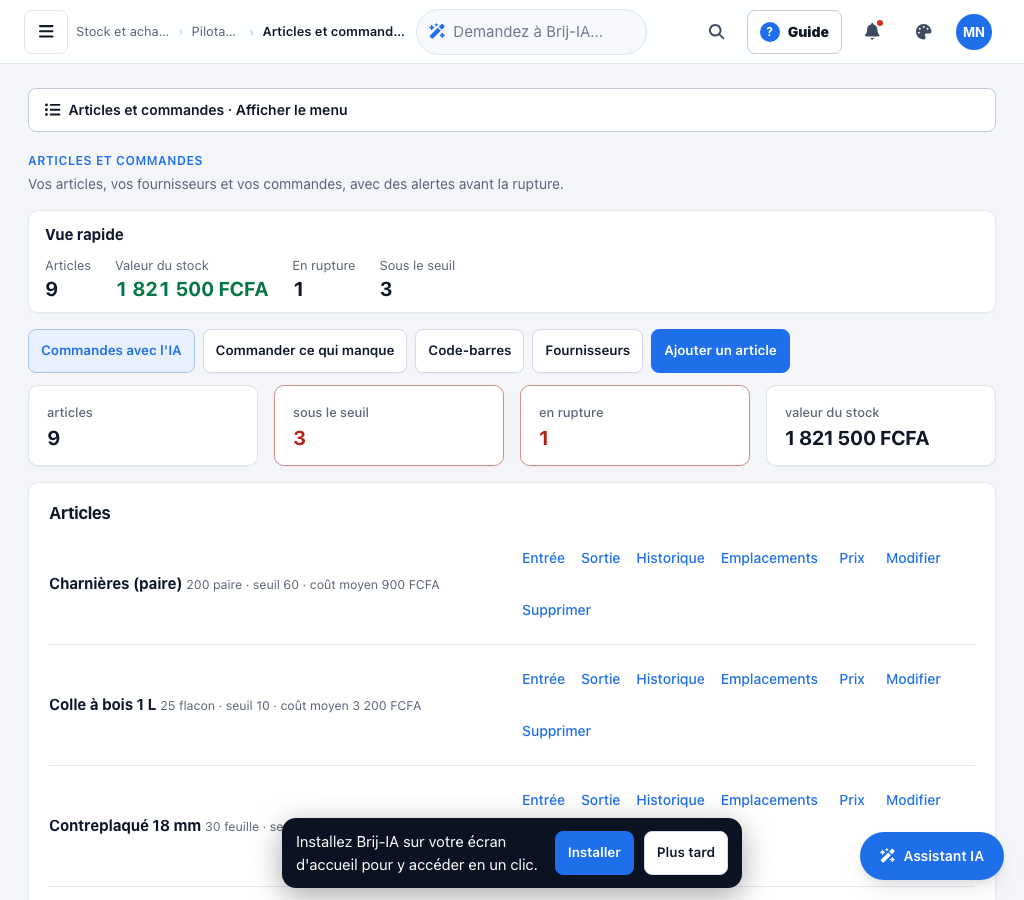 Stock et acha... › Pilota... › Articles et command...
Demandez à Brij-IA...
? Guide
MN
Articles et commandes · Afficher le menu
ARTICLES ET COMMANDES
Vos articles, vos fournisseurs et vos commandes, avec des alertes avant la rupture.
Vue rapide
Articles
9
Valeur du stock
1 821 500 FCFA
En rupture
1
Sous le seuil
3
Commandes avec l'IA
Commander ce qui manque
Code-barres
Fournisseurs
Ajouter un article
articles
9
sous le seuil
3
en rupture
1
valeur du stock
1 821 500 FCFA
Articles
Charnières (paire) 200 paire · seuil 60 · coût moyen 900 FCFA
Entrée Sortie Historique Emplacements Prix Modifier
Supprimer
Colle à bois 1 L 25 flacon · seuil 10 · coût moyen 3 200 FCFA
Entrée Sortie Historique Emplacements Prix Modifier
Supprimer
Contreplaqué 18 mm 30 feuille ·
Entrée Sortie Historique Emplacements Prix Modifier
Installez Brij-IA sur votre écran
d'accueil pour y accéder en un clic.
Installer
Plus tard
Assistant IA